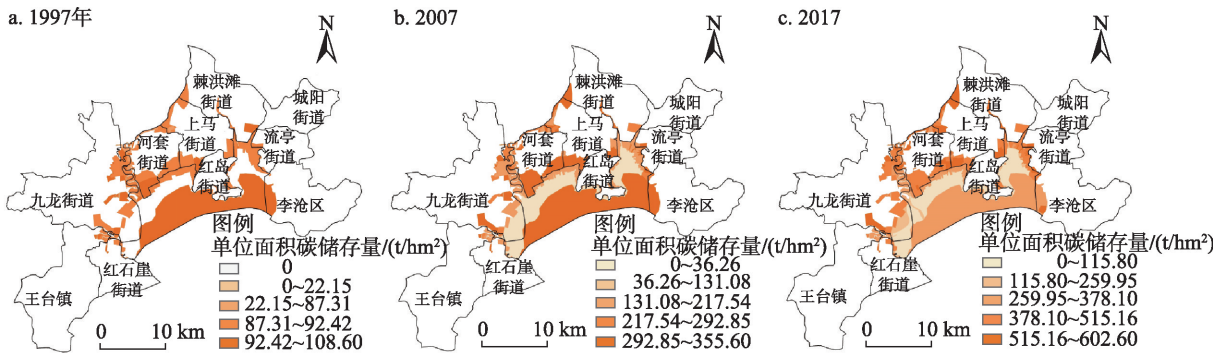 a. 1997年
N
棘洪滩
街道
城阳
街道
上马
街道
河套
街道
流亭
街道
红岛
街道
九龙街道
李沧区
红石崖
街道
王台镇
图例
单位面积碳储存量/(t/hm²)
0
0~22.15
22.15~87.31
87.31~92.42
92.42~108.60
0 10 km
b. 2007
N
棘洪滩
街道
城阳
街道
上马
街道
河套
街道
流亭
街道
红岛
街道
九龙街道
李沧区
红石崖
街道
王台镇
图例
单位面积碳储存量/(t/hm²)
0~36.26
36.26~131.08
131.08~217.54
217.54~292.85
292.85~355.60
0 10 km
c. 2017
N
棘洪滩
街道
城阳
街道
上马
街道
河套
街道
流亭
街道
红岛
街道
九龙街道
李沧区
红石崖
街道
王台镇
图例
单位面积碳储存量/(t/hm²)
0~115.80
115.80~259.95
259.95~378.10
378.10~515.16
515.16~602.60
0 10 km